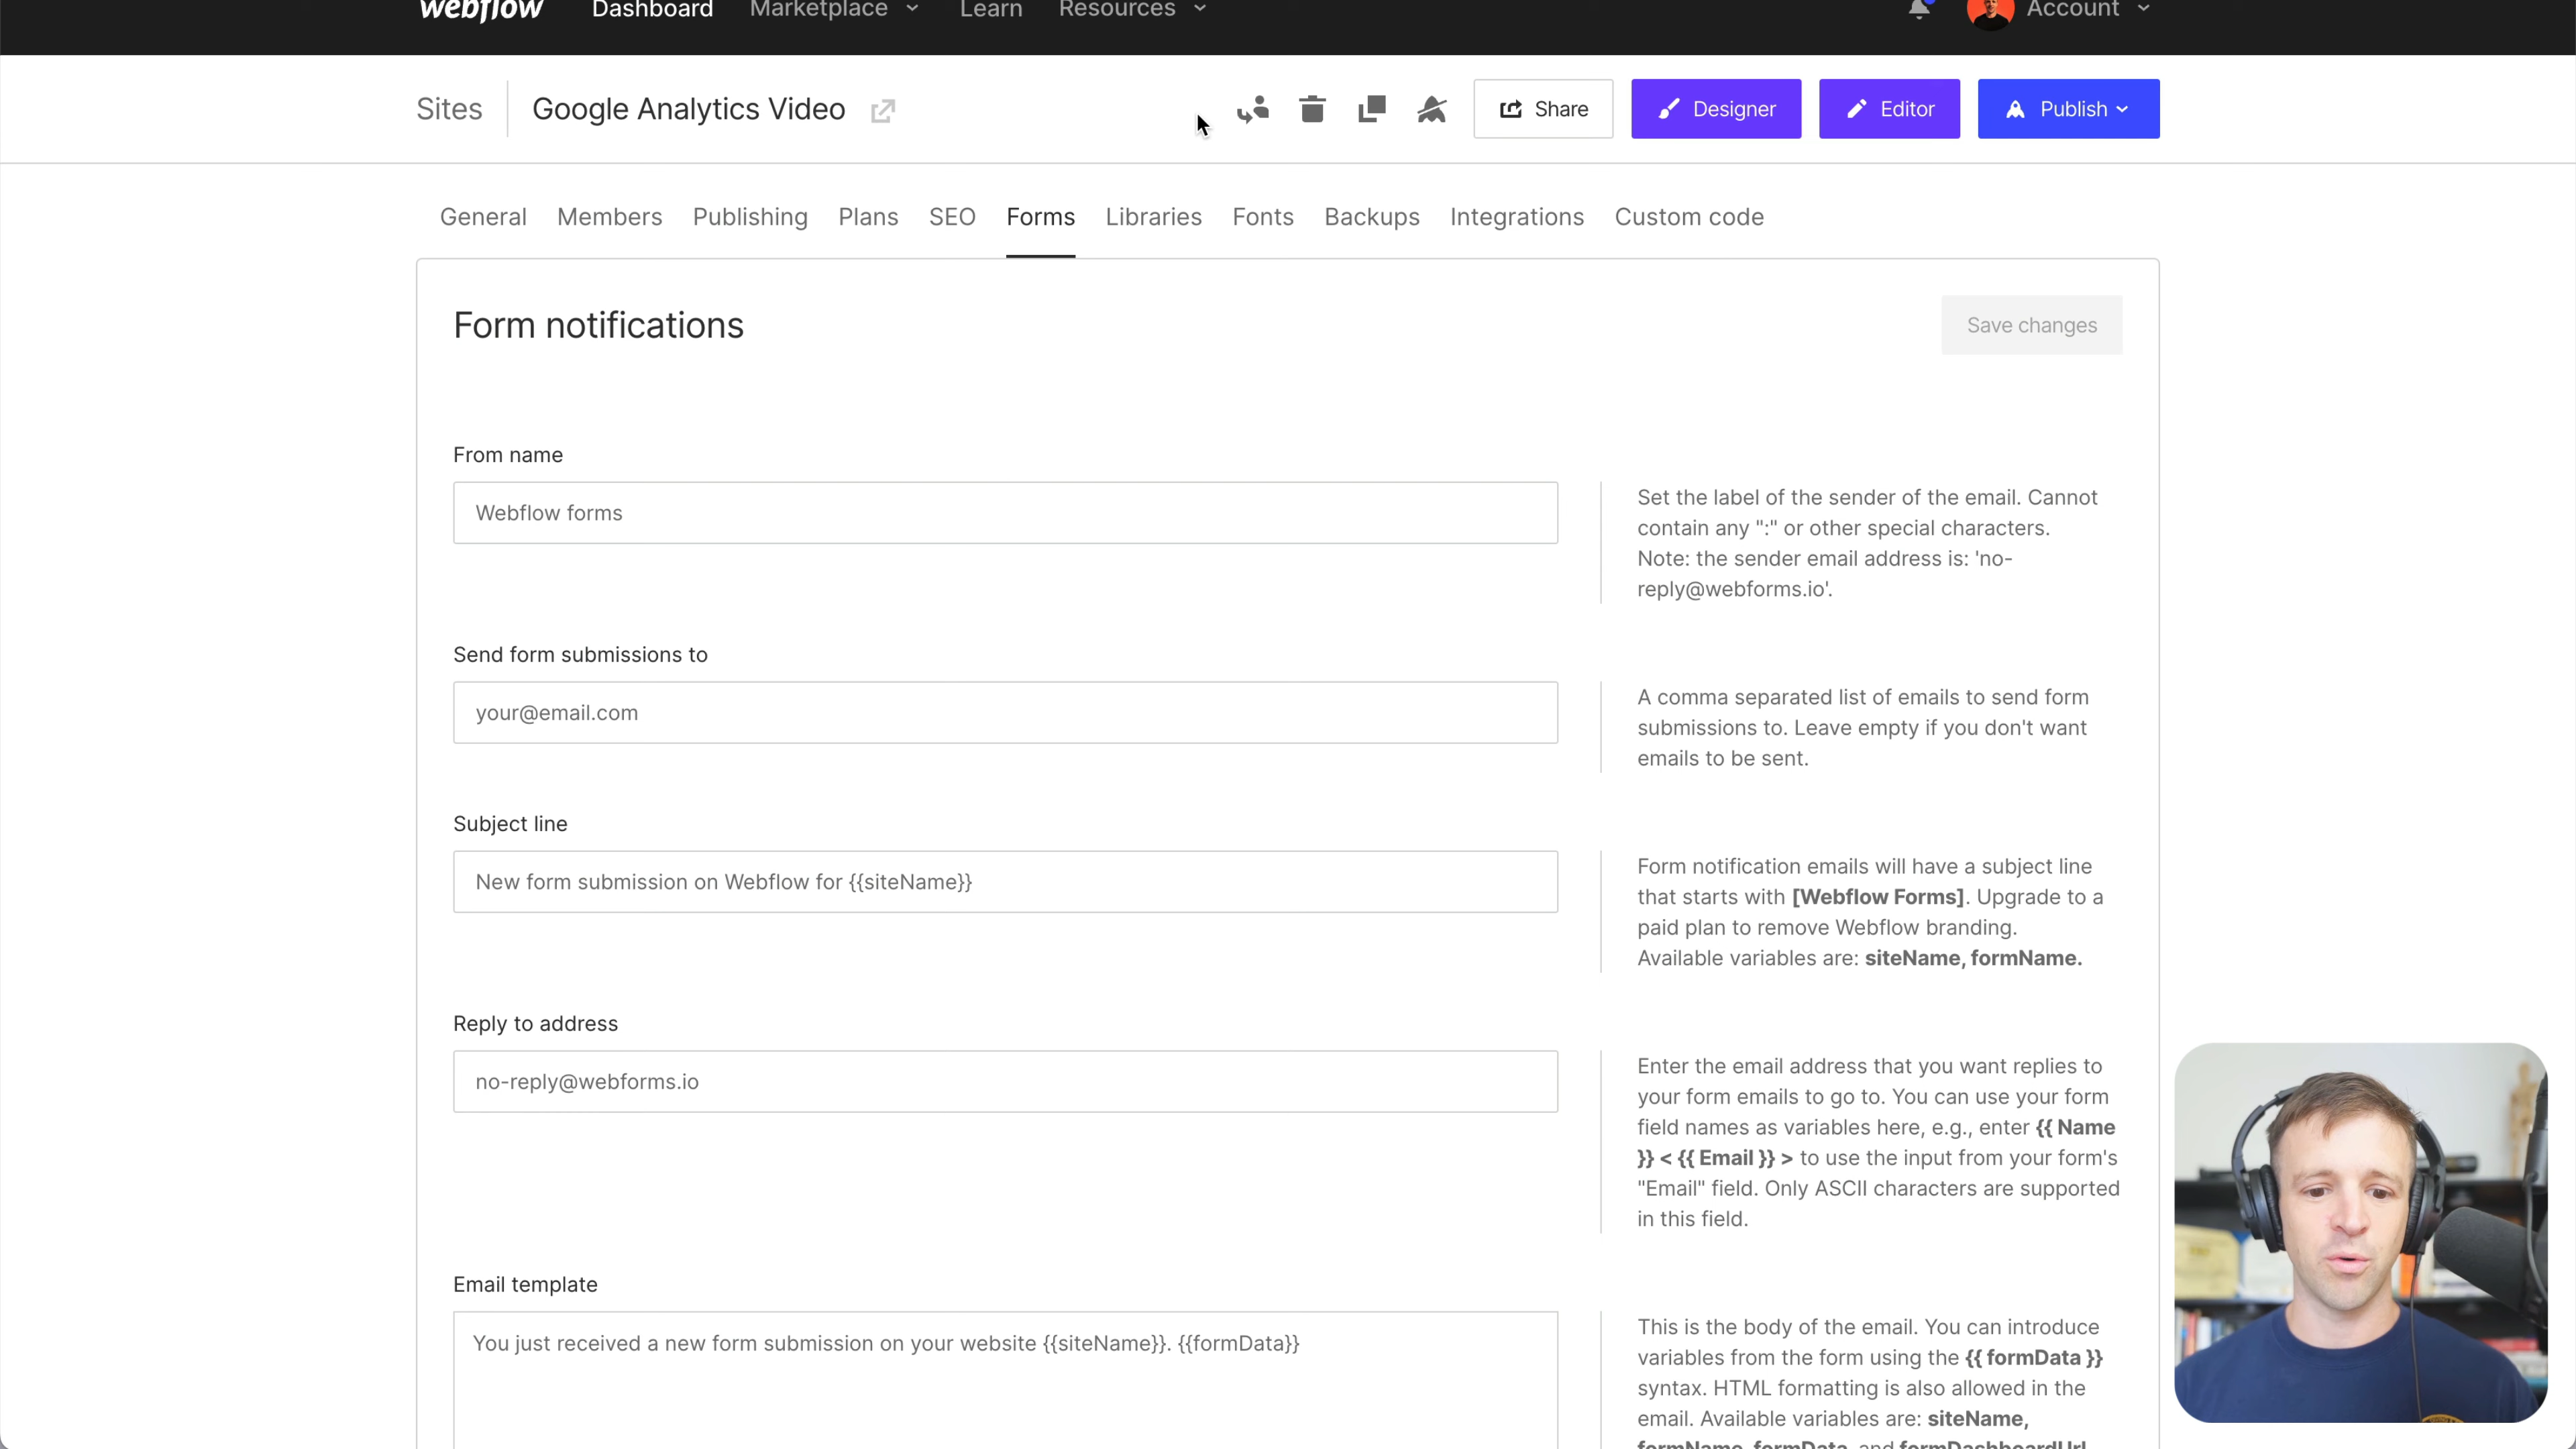 webflow Dashboard Marketplace Learn Resources Account
Sites Google Analytics Video Share Designer Editor Publish
General Members Publishing Plans SEO Forms Libraries Fonts Backups Integrations Custom code
Form notifications
Save changes
From name
Webflow forms
Set the label of the sender of the email. Cannot
contain any ":" or other special characters.
Note: the sender email address is: 'no-
reply@webforms.io'.
Send form submissions to
your@email.com
A comma separated list of emails to send form
submissions to. Leave empty if you don't want
emails to be sent.
Subject line
New form submission on Webflow for {{siteName}}
Form notification emails will have a subject line
that starts with [Webflow Forms]. Upgrade to a
paid plan to remove Webflow branding.
Available variables are: siteName, formName.
Reply to address
no-reply@webforms.io
Enter the email address that you want replies to
your form emails to go to. You can use your form
field names as variables here, e.g., enter {{ Name
}} < {{ Email }} > to use the input from your form's
"Email" field. Only ASCII characters are supported
in this field.
Email template
You just received a new form submission on your website {{siteName}}. {{formData}}
This is the body of the email. You can introduce
variables from the form using the {{ formData }}
syntax. HTML formatting is also allowed in the
email. Available variables are: siteName,
formName, formData, and formDashboardUrl